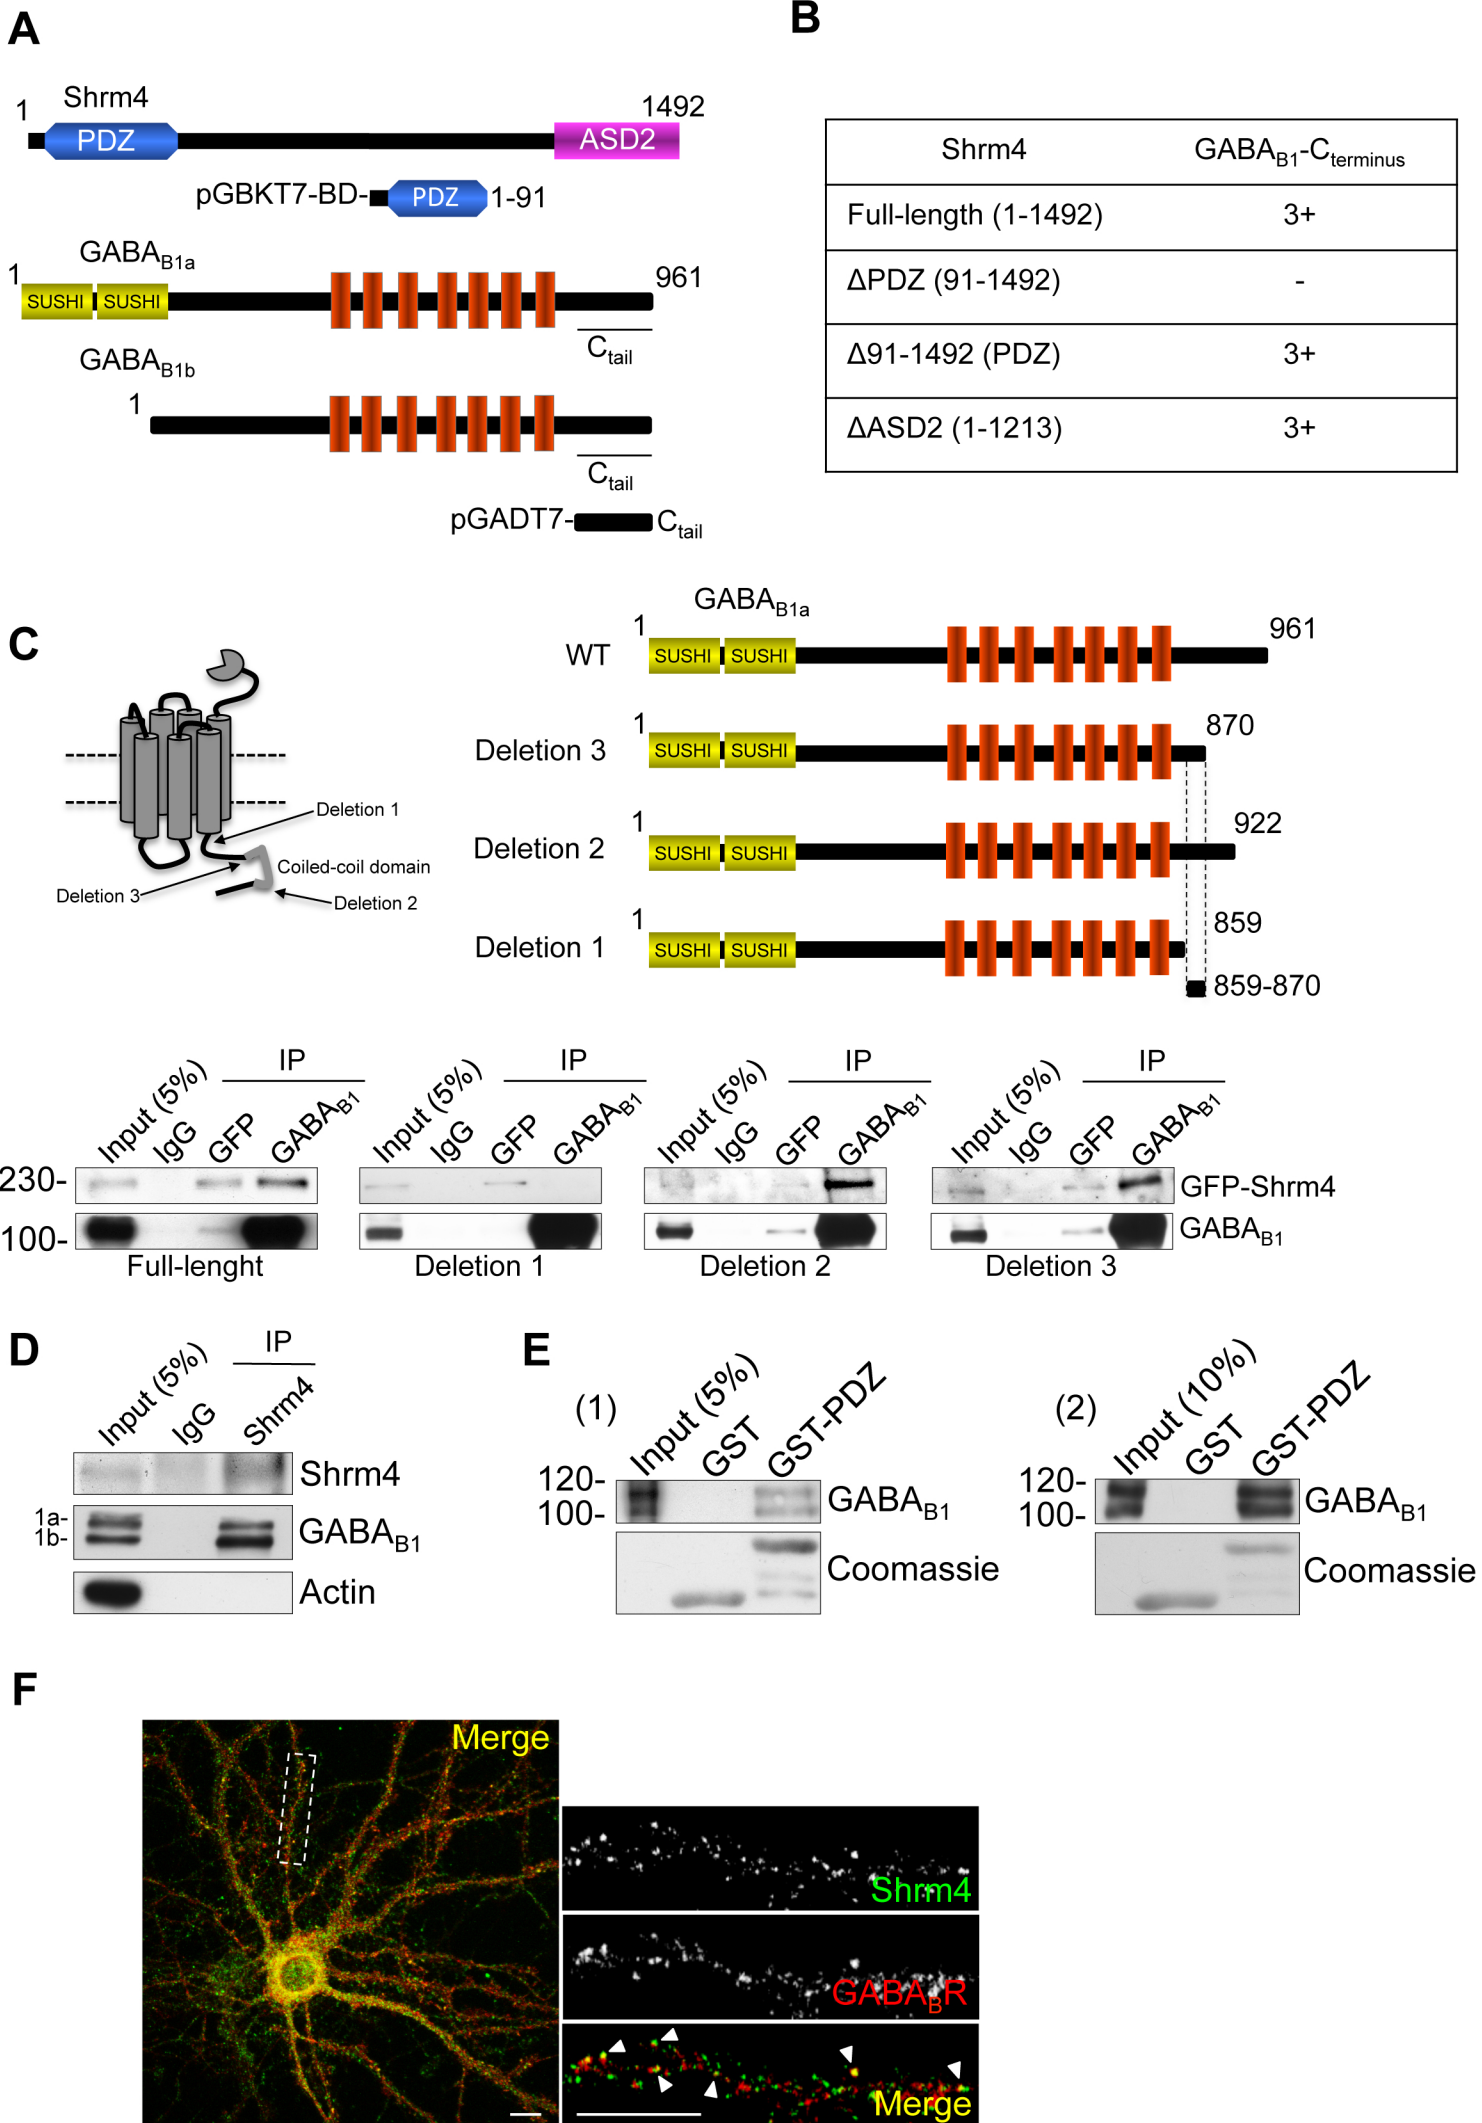 A
Shrm4
1
1492
PDZ
ASD2
pGBKT7-BD-
PDZ
1-91
GABAB1a
1
961
SUSHI
SUSHI
Ctail
GABAB1b
1
Ctail
pGADT7-
Ctail
B
Shrm4 GABAB1-Cterminus
Full-length (1-1492) 3+
ΔPDZ (91-1492) -
Δ91-1492 (PDZ) 3+
ΔASD2 (1-1213) 3+
C
Deletion 1
Coiled-coil domain
Deletion 3
Deletion 2
GABAB1a
WT
1
SUSHI
SUSHI
961
Deletion 3
1
SUSHI
SUSHI
870
Deletion 2
1
SUSHI
SUSHI
922
Deletion 1
1
SUSHI
SUSHI
859
859-870
IP
Input (5%)
IgG
GFP
GABAB1
IP
Input (5%)
IgG
GFP
GABAB1
IP
Input (5%)
IgG
GFP
GABAB1
IP
Input (5%)
IgG
GFP
GABAB1
230-
GFP-Shrm4
100-
GABAB1
Full-lenght
Deletion 1
Deletion 2
Deletion 3
D
IP
Input (5%)
IgG
Shrm4
Shrm4
1a-
1b-
GABAB1
Actin
E
(1)
Input (5%)
GST
GST-PDZ
120-
100-
GABAB1
Coomassie
(2)
Input (10%)
GST
GST-PDZ
120-
100-
GABAB1
Coomassie
F
Merge
Shrm4
GABABR
Merge